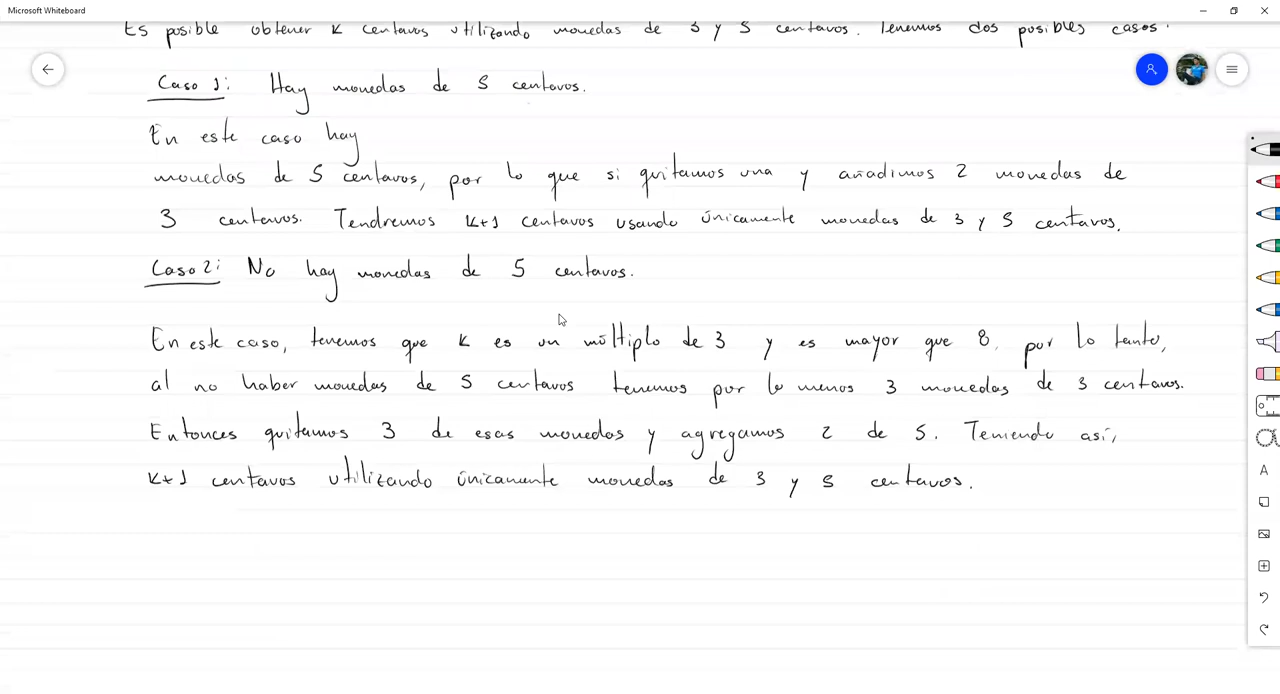 Microsoft Whiteboard
Es posible obtener k centavos utilizando monedas de 3 y 5 centavos. Tenemos dos posibles casos:
Caso 1: Hay monedas de 5 centavos.
En este caso hay
monedas de 5 centavos, por lo que si quitamos una y añadimos 2 monedas de
3 centavos. Tendremos k+1 centavos usando únicamente monedas de 3 y 5 centavos.
Caso 2: No hay monedas de 5 centavos.
En este caso, tenemos que k es un múltiplo de 3 y es mayor que 8, por lo tanto,
al no haber monedas de 5 centavos tenemos por lo menos 3 monedas de 3 centavos.
Entonces quitamos 3 de esas monedas y agregamos 2 de 5. Teniendo así,
k+1 centavos utilizando únicamente monedas de 3 y 5 centavos.